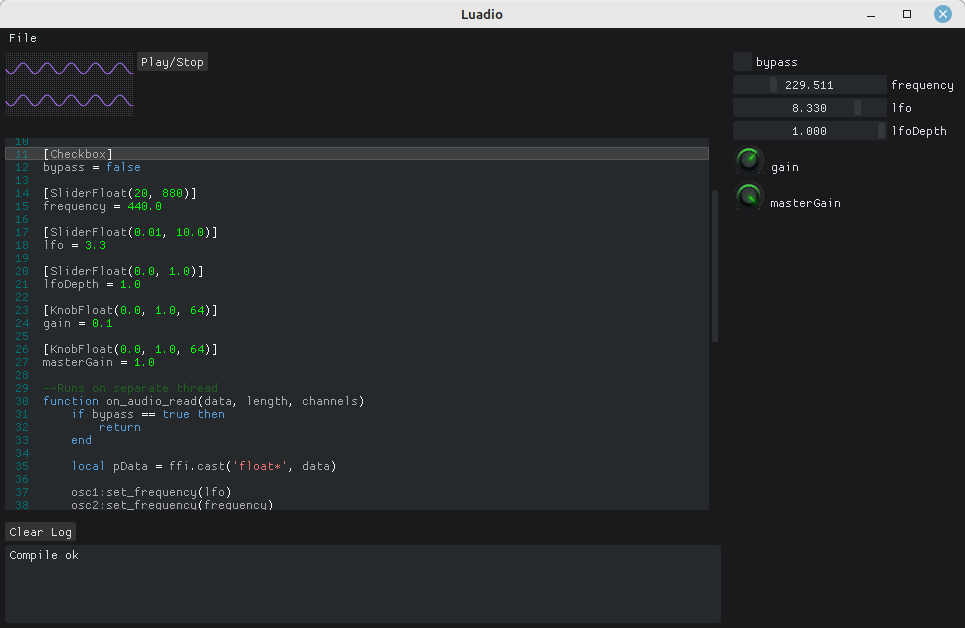 Luadio
File
Play/Stop
10
11 [Checkbox]
12 bypass = false
13
14 [SliderFloat(20, 880)]
15 frequency = 440.0
16
17 [SliderFloat(0.01, 10.0)]
18 lfo = 3.3
19
20 [SliderFloat(0.0, 1.0)]
21 lfoDepth = 1.0
22
23 [KnobFloat(0.0, 1.0, 64)]
24 gain = 0.1
25
26 [KnobFloat(0.0, 1.0, 64)]
27 masterGain = 1.0
28
29 --Runs on separate thread
30 function on_audio_read(data, length, channels)
31     if bypass == true then
32         return
33     end
34
35     local pData = ffi.cast('float*', data)
36
37     osc1:set_frequency(lfo)
38     osc2:set_frequency(frequency)
Clear Log
Compile ok
bypass
229.511 frequency
8.330 lfo
1.000 lfoDepth
gain
masterGain